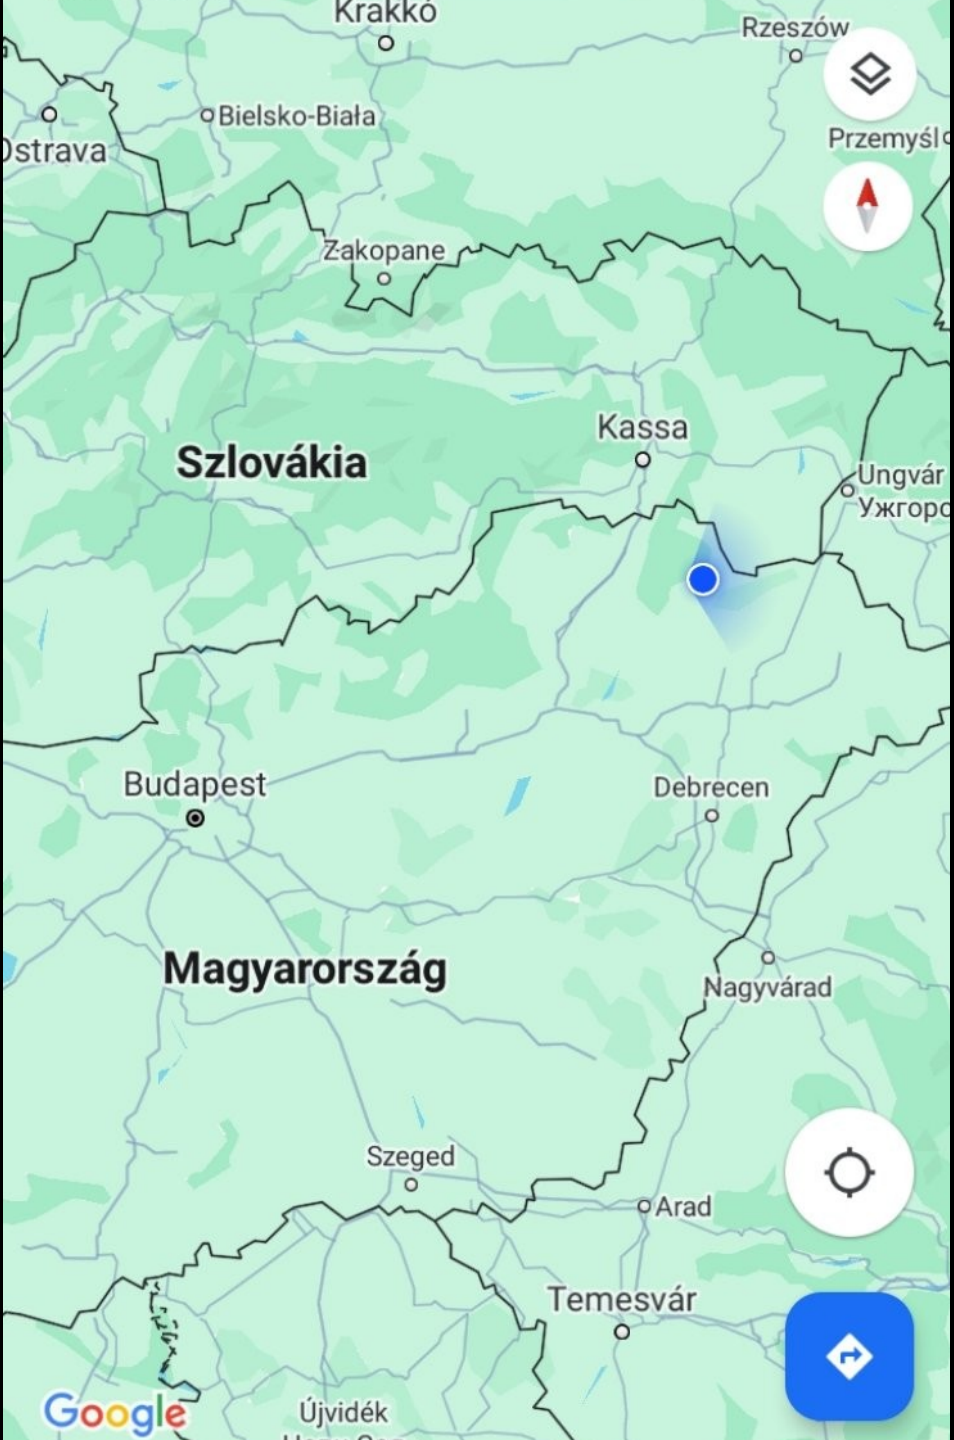 Krakkó
Rzeszów
Bielsko-Biała
Przemyśl
Ostrava
Zakopane
Kassa
Szlovákia
Ungvár
Ужгоро
Budapest
Debrecen
Magyarország
Nagyvárad
Szeged
Arad
Temesvár
Google
Újvidék